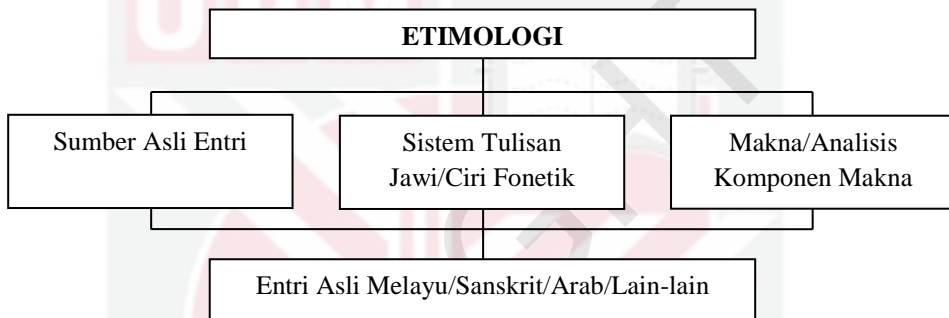 ETIMOLOGI
Sumber Asli Entri
Sistem Tulisan
Jawi/Ciri Fonetik
Makna/Analisis
Komponen Makna
Entri Asli Melayu/Sanskrit/Arab/Lain-lain